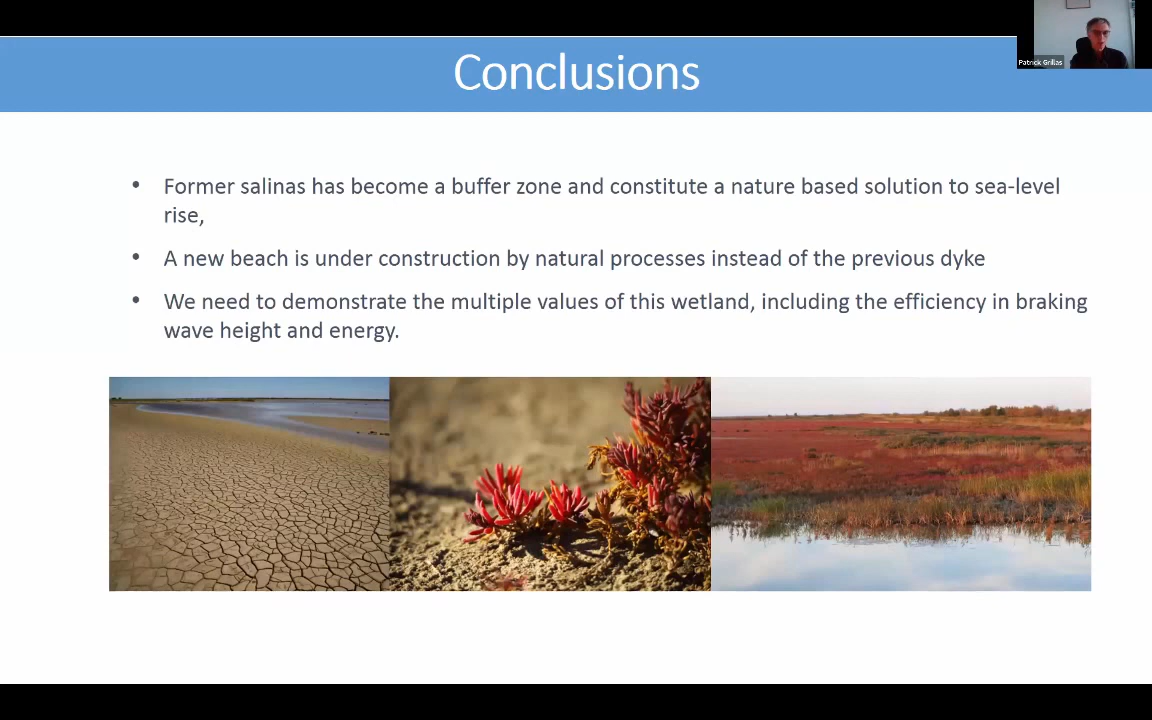 Patrick Grillas
Conclusions
• Former salinas has become a buffer zone and constitute a nature based solution to sea-level
rise,
• A new beach is under construction by natural processes instead of the previous dyke
• We need to demonstrate the multiple values of this wetland, including the efficiency in braking
wave height and energy.